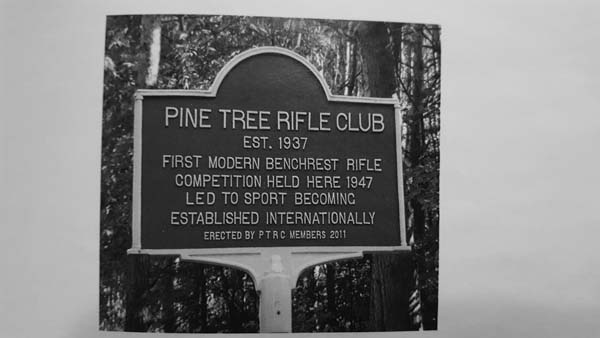 PINE TREE RIFLE CLUB
EST. 1937
FIRST MODERN BENCHREST RIFLE
COMPETITION HELD HERE 1947
LED TO SPORT BECOMING
ESTABLISHED INTERNATIONALLY
ERECTED BY P T R C MEMBERS 2011